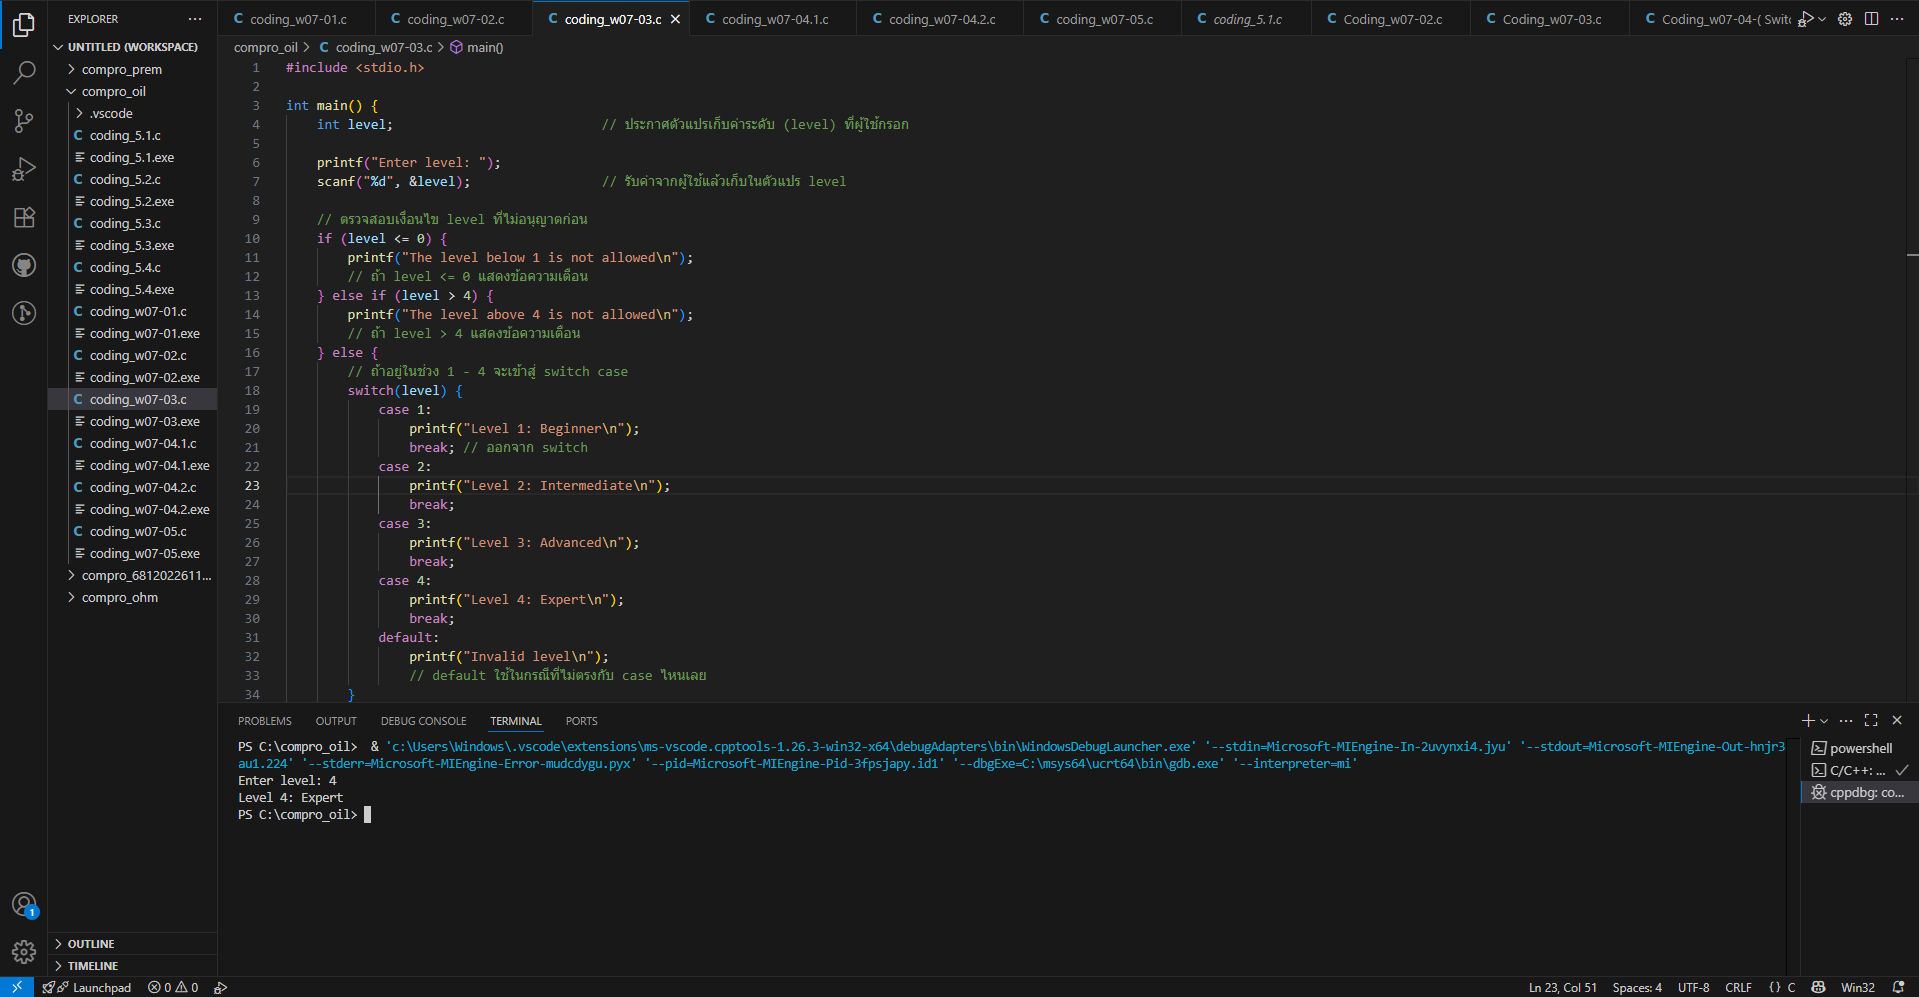 EXPLORER
UNTITLED (WORKSPACE)
compro_prem
compro_oil
.vscode
coding_5.1.c
coding_5.1.exe
coding_5.2.c
coding_5.2.exe
coding_5.3.c
coding_5.3.exe
coding_5.4.c
coding_5.4.exe
coding_w07-01.c
coding_w07-01.exe
coding_w07-02.c
coding_w07-02.exe
coding_w07-03.c
coding_w07-03.exe
coding_w07-04.1.c
coding_w07-04.1.exe
coding_w07-04.2.c
coding_w07-04.2.exe
coding_w07-05.c
coding_w07-05.exe
compro_6812022611...
compro_ohm
OUTLINE
TIMELINE
C coding_w07-01.c C coding_w07-02.c C coding_w07-03.c C coding_w07-04.1.c C coding_w07-04.2.c C coding_w07-05.c C coding_5.1.c C Coding_w07-02.c C Coding_w07-03.c C Coding_w07-04-( Switc
compro_oil > C coding_w07-03.c > main()
1 #include <stdio.h>
2
3 int main() {
4 int level; // ประกาศตัวแปรเก็บค่าระดับ (level) ที่ผู้ใช้กรอก
5
6 printf("Enter level: ");
7 scanf("%d", &level); // รับค่าจากผู้ใช้แล้วเก็บในตัวแปร level
8
9 // ตรวจสอบเงื่อนไข level ที่ไม่อนุญาตก่อน
10 if (level <= 0) {
11 printf("The level below 1 is not allowed\n");
12 // ถ้า level <= 0 แสดงข้อความเตือน
13 } else if (level > 4) {
14 printf("The level above 4 is not allowed\n");
15 // ถ้า level > 4 แสดงข้อความเตือน
16 } else {
17 // ถ้าอยู่ในช่วง 1 - 4 จะเข้าสู่ switch case
18 switch(level) {
19 case 1:
20 printf("Level 1: Beginner\n");
21 break; // ออกจาก switch
22 case 2:
23 printf("Level 2: Intermediate\n");
24 break;
25 case 3:
26 printf("Level 3: Advanced\n");
27 break;
28 case 4:
29 printf("Level 4: Expert\n");
30 break;
31 default:
32 printf("Invalid level\n");
33 // default ใช้ในกรณีที่ไม่ตรงกับ case ไหนเลย
34 }
PROBLEMS OUTPUT DEBUG CONSOLE TERMINAL PORTS
PS C:\compro_oil> & 'c:\Users\Windows\.vscode\extensions\ms-vscode.cpptools-1.26.3-win32-x64\debugAdapters\bin\WindowsDebugLauncher.exe' '--stdin=Microsoft-MIEngine-In-2uvynxi4.jyu' '--stdout=Microsoft-MIEngine-Out-hnjr3
au1.224' '--stderr=Microsoft-MIEngine-Error-mudcdygu.pyx' '--pid=Microsoft-MIEngine-Pid-3fpsjapy.id1' '--dbgExe=C:\msys64\ucrt64\bin\gdb.exe' '--interpreter=mi'
Enter level: 4
Level 4: Expert
PS C:\compro_oil>
powershell
C/C++: ...
cppdbg: co...
1
Launchpad 0 0 Ln 23, Col 51 Spaces: 4 UTF-8 CRLF {} C Win32